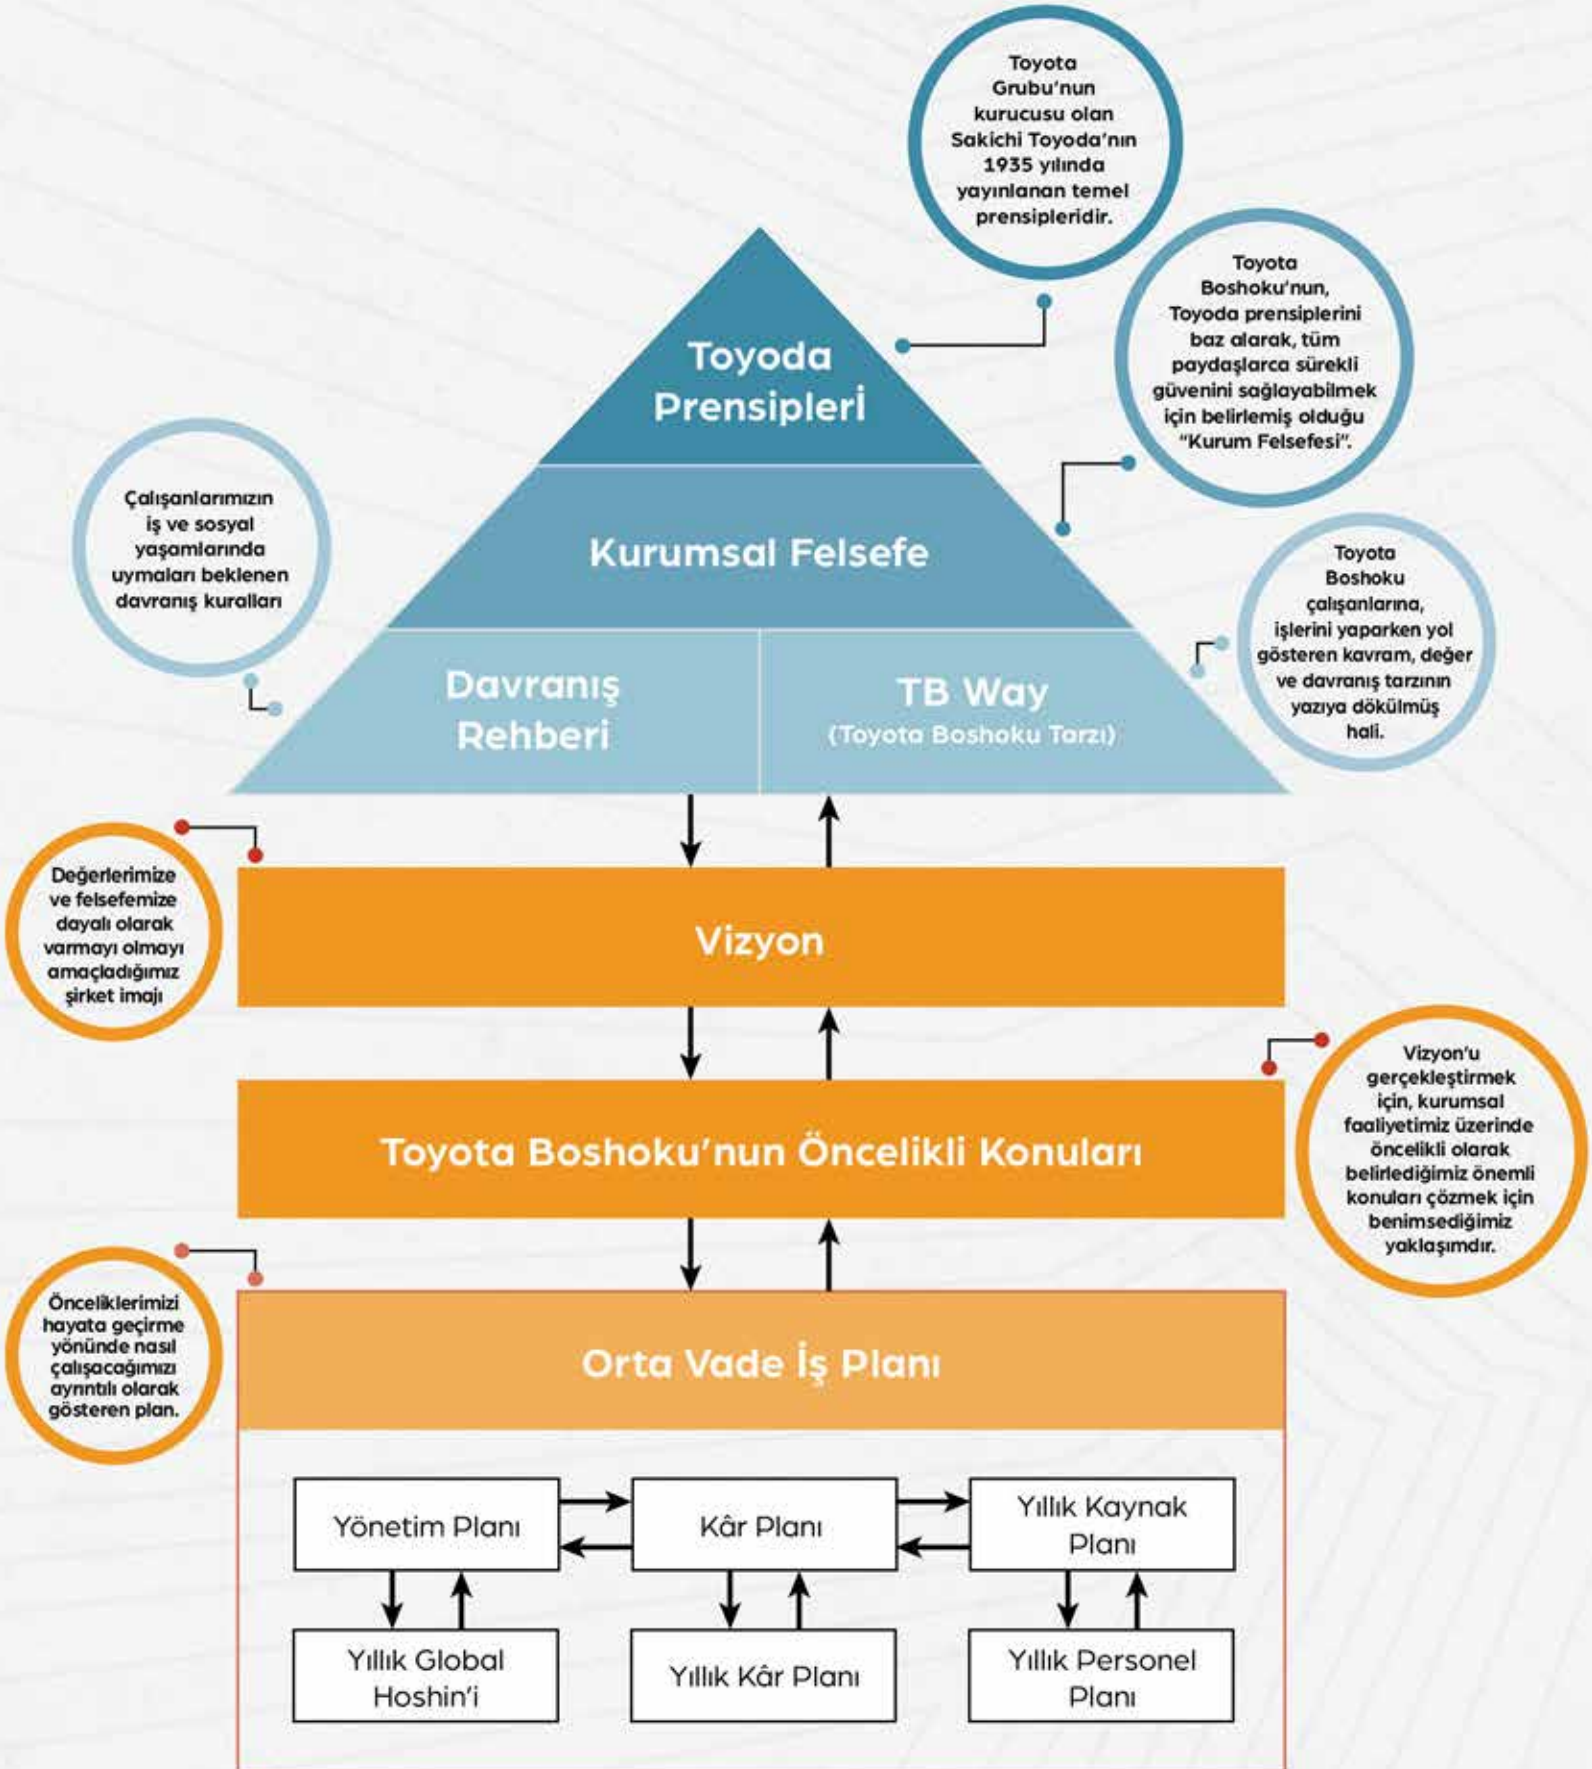 Toyota
Grubu'nun
kurucusu olan
Sakichi Toyoda'nın
1935 yılında
yayınlanan temel
prensipleridir.
Toyota
Boshoku'nun,
Toyoda prensiplerini
baz alarak, tüm
paydaşlarca sürekli
güvenini sağlayabilmek
için belirlemiş olduğu
"Kurum Felsefesi".
Toyoda
Prensipleri
Kurumsal Felsefe
Çalışanlarımızın
iş ve sosyal
yaşamlarında
uymaları beklenen
davranış kuralları
Toyota
Boshoku
çalışanlarına,
işlerini yaparken yol
gösteren kavram, değer
ve davranış tarzının
yazıya dökülmüş
hali.
Davranış
Rehberi
TB Way
(Toyota Boshoku Tarzı)
Değerlerimize
ve felsefemize
dayalı olarak
varmayı olmayı
amaçladığımız
şirket imajı
Vizyon
Toyota Boshoku'nun Öncelikli Konuları
Vizyon'u
gerçekleştirmek
için, kurumsal
faaliyetimiz üzerinde
öncelikli olarak
belirlediğimiz önemli
konuları çözmek için
benimsediğimiz
yaklaşımdır.
Önceliklerimizi
hayata geçirme
yönünde nasıl
çalışacağımızı
ayrıntılı olarak
gösteren plan.
Orta Vade İş Planı
Yönetim Planı
Kâr Planı
Yıllık Kaynak
Planı
Yıllık Global
Hoshin'i
Yıllık Kâr Planı
Yıllık Personel
Planı